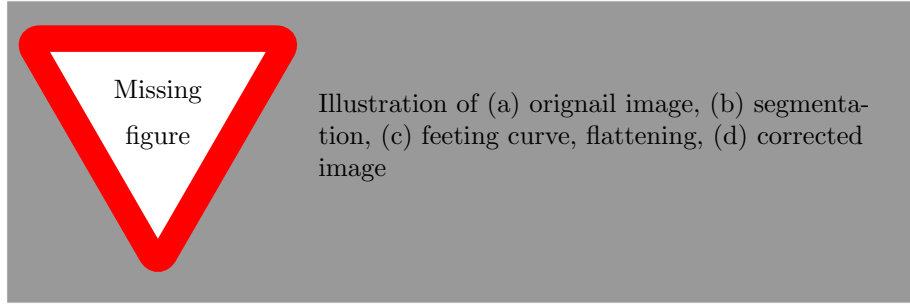 Missing
figure
Illustration of (a) orignail image, (b) segmenta-
tion, (c) feeting curve, flattening, (d) corrected
image